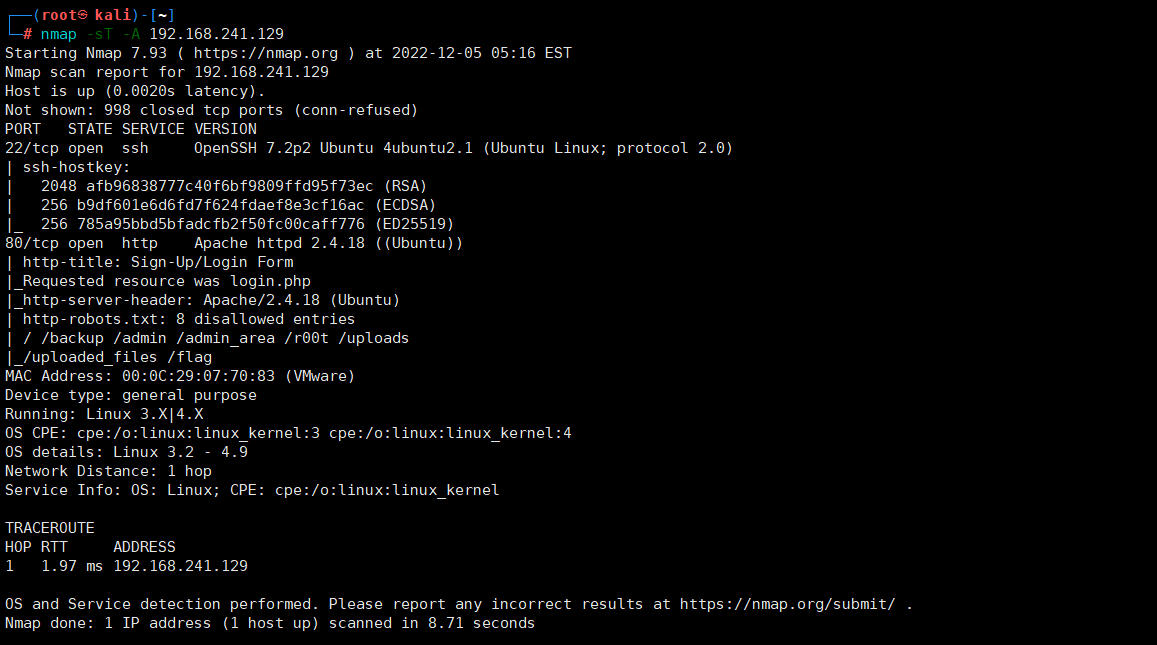 ┌──(root㉿kali)-[~]
└─# nmap -sT -A 192.168.241.129
Starting Nmap 7.93 ( https://nmap.org ) at 2022-12-05 05:16 EST
Nmap scan report for 192.168.241.129
Host is up (0.0020s latency).
Not shown: 998 closed tcp ports (conn-refused)
PORT   STATE SERVICE VERSION
22/tcp open  ssh     OpenSSH 7.2p2 Ubuntu 4ubuntu2.1 (Ubuntu Linux; protocol 2.0)
| ssh-hostkey:
|   2048 afb96838777c40f6bf9809ffd95f73ec (RSA)
|   256 b9df601e6d6fd7f624fdaef8e3cf16ac (ECDSA)
|_  256 785a95bbd5bfadcfb2f50fc00caff776 (ED25519)
80/tcp open  http    Apache httpd 2.4.18 ((Ubuntu))
| http-title: Sign-Up/Login Form
|_Requested resource was login.php
|_http-server-header: Apache/2.4.18 (Ubuntu)
| http-robots.txt: 8 disallowed entries
| / /backup /admin /admin_area /r00t /uploads
|_/uploaded_files /flag
MAC Address: 00:0C:29:07:70:83 (VMware)
Device type: general purpose
Running: Linux 3.X|4.X
OS CPE: cpe:/o:linux:linux_kernel:3 cpe:/o:linux:linux_kernel:4
OS details: Linux 3.2 - 4.9
Network Distance: 1 hop
Service Info: OS: Linux; CPE: cpe:/o:linux:linux_kernel
TRACEROUTE
HOP RTT     ADDRESS
1   1.97 ms 192.168.241.129
OS and Service detection performed. Please report any incorrect results at https://nmap.org/submit/ .
Nmap done: 1 IP address (1 host up) scanned in 8.71 seconds